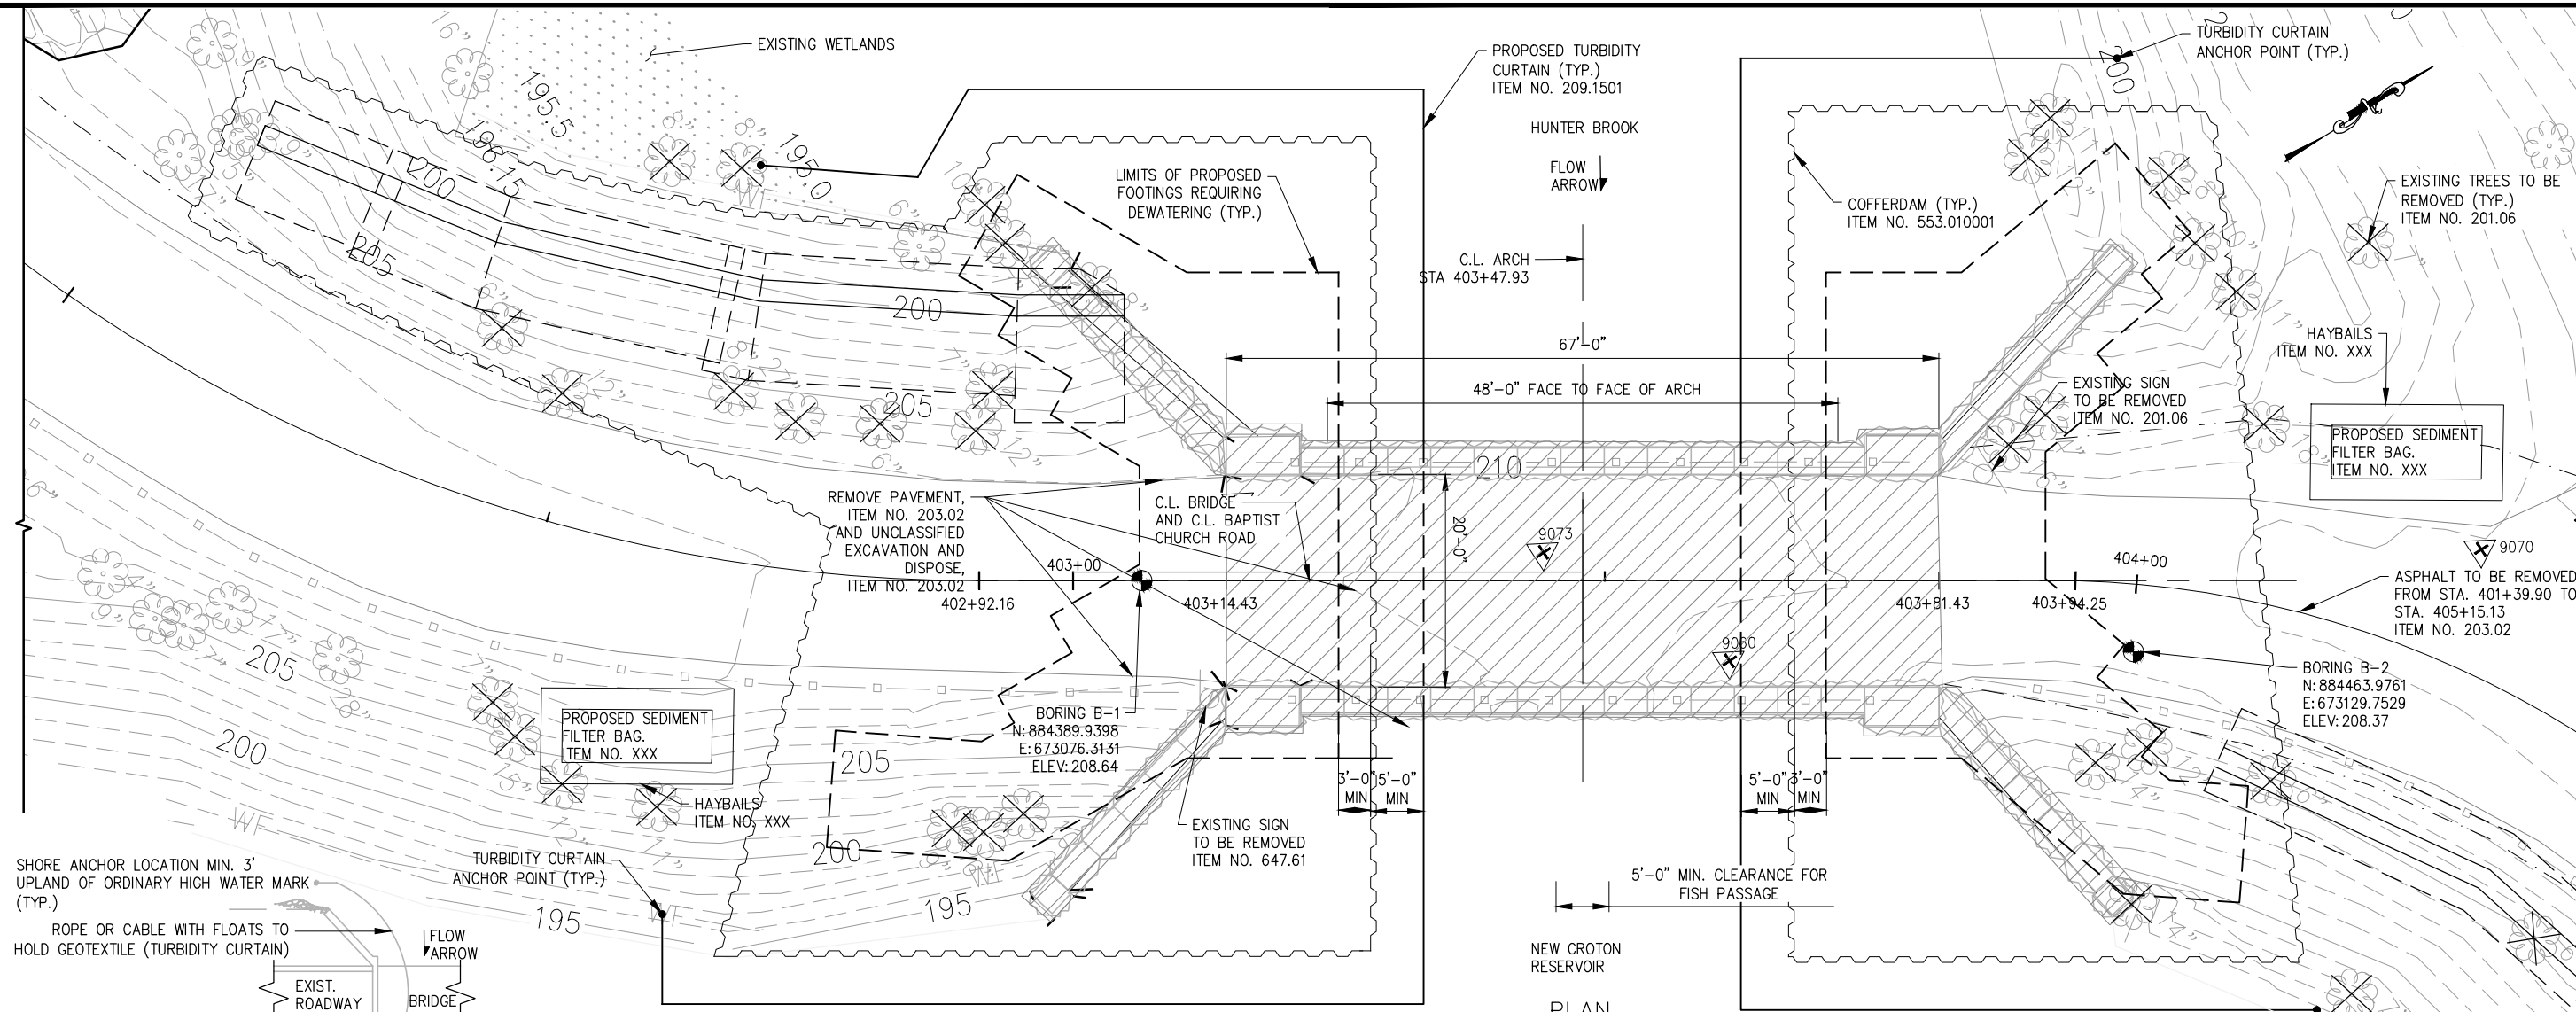 EXISTING WETLANDS
PROPOSED TURBIDITY
CURTAIN (TYP.)
ITEM NO. 209.1501
TURBIDITY CURTAIN
ANCHOR POINT (TYP.)
HUNTER BROOK
FLOW
ARROW
LIMITS OF PROPOSED
FOOTINGS REQUIRING
DEWATERING (TYP.)
COFFERDAM (TYP.)
ITEM NO. 553.010001
EXISTING TREES TO BE
REMOVED (TYP.)
ITEM NO. 201.06
C.L. ARCH
STA 403+47.93
195.5
196.15
195.0
200
205
200
205
200
210
67'-0"
48'-0" FACE TO FACE OF ARCH
HAYBAILS
ITEM NO. XXX
EXISTING SIGN
TO BE REMOVED
ITEM NO. 201.06
PROPOSED SEDIMENT
FILTER BAG.
ITEM NO. XXX
REMOVE PAVEMENT,
ITEM NO. 203.02
AND UNCLASSIFIED
EXCAVATION AND
DISPOSE,
ITEM NO. 203.02
C.L. BRIDGE
AND C.L. BAPTIST
CHURCH ROAD
20'-0"
9073
9070
9060
403+00
404+00
402+92.16
403+14.43
403+81.43
403+94.25
ASPHALT TO BE REMOVED
FROM STA. 401+39.90 TO
STA. 405+15.13
ITEM NO. 203.02
BORING B-2
N:884463.9761
E:673129.7529
ELEV:208.37
BORING B-1
N:884389.9398
E:673076.3131
ELEV:208.64
PROPOSED SEDIMENT
FILTER BAG.
ITEM NO. XXX
HAYBAILS
ITEM NO. XXX
205
200
205
200
195
195
WF
WF
WF
WF
3'-0"
MIN
5'-0"
MIN
5'-0"
MIN
3'-0"
MIN
EXISTING SIGN
TO BE REMOVED
ITEM NO. 647.61
TURBIDITY CURTAIN
ANCHOR POINT (TYP.)
5'-0" MIN. CLEARANCE FOR
FISH PASSAGE
SHORE ANCHOR LOCATION MIN. 3'
UPLAND OF ORDINARY HIGH WATER MARK
(TYP.)
ROPE OR CABLE WITH FLOATS TO
HOLD GEOTEXTILE (TURBIDITY CURTAIN)
FLOW
ARROW
EXIST.
ROADWAY
BRIDGE
NEW CROTON
RESERVOIR
PLAN